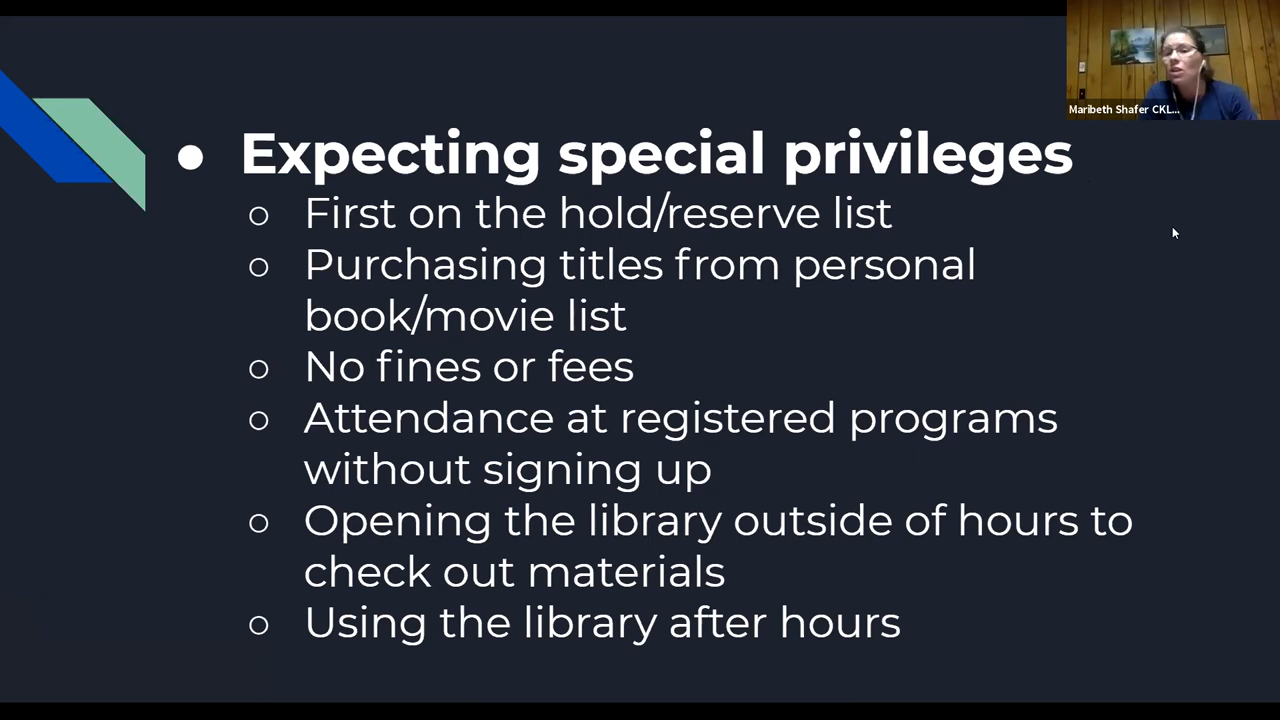 Maribeth Shafer CKL...
● Expecting special privileges
○ First on the hold/reserve list
○ Purchasing titles from personal
book/movie list
○ No fines or fees
○ Attendance at registered programs
without signing up
○ Opening the library outside of hours to
check out materials
○ Using the library after hours